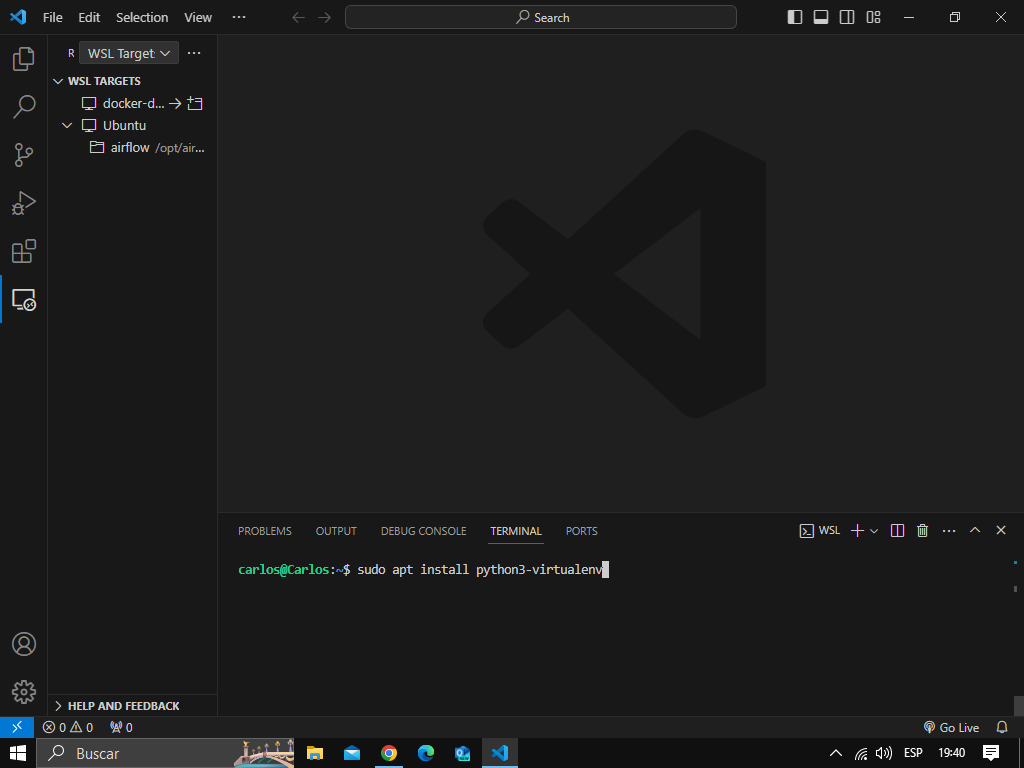 File Edit Selection View ··· Search
R WSL Target: ···
WSL TARGETS
docker-d...
Ubuntu
airflow /opt/air...
PROBLEMS OUTPUT DEBUG CONSOLE TERMINAL PORTS WSL
carlos@Carlos:~$ sudo apt install python3-virtualenv
HELP AND FEEDBACK
0 0 0 Go Live
Buscar ESP 19:40